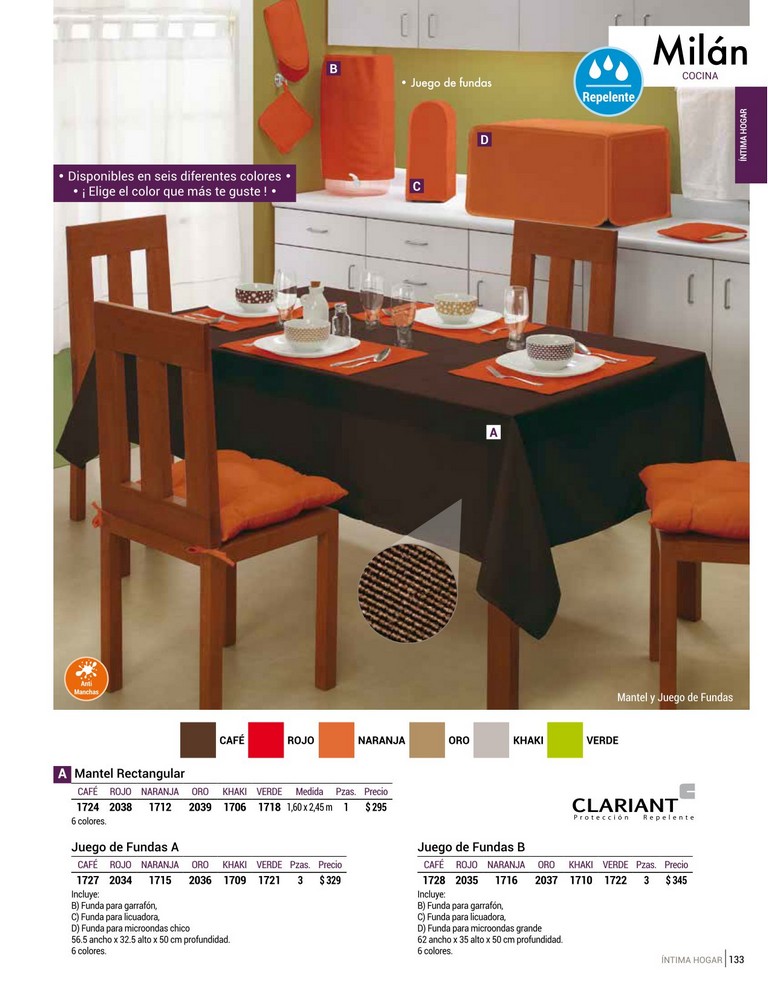 Milán
COCINA
Repelente
ÍNTIMA HOGAR
B
• Juego de fundas
D
C
• Disponibles en seis diferentes colores •
• ¡ Elige el color que más te guste ! •
A
Anti
Manchas
Mantel y Juego de Fundas
CAFÉ ROJO NARANJA ORO KHAKI VERDE
A Mantel Rectangular
CAFÉ ROJO NARANJA ORO KHAKI VERDE Medida Pzas. Precio
1724 2038 1712 2039 1706 1718 1,60 x 2,45 m 1 $ 295
6 colores.
CLARIANT
Protección Repelente
Juego de Fundas A
CAFÉ ROJO NARANJA ORO KHAKI VERDE Pzas. Precio
1727 2034 1715 2036 1709 1721 3 $ 329
Incluye:
B) Funda para garrafón,
C) Funda para licuadora,
D) Funda para microondas chico
56.5 ancho x 32.5 alto x 50 cm profundidad.
6 colores.
Juego de Fundas B
CAFÉ ROJO NARANJA ORO KHAKI VERDE Pzas. Precio
1728 2035 1716 2037 1710 1722 3 $ 345
Incluye:
B) Funda para garrafón,
C) Funda para licuadora,
D) Funda para microondas grande
62 ancho x 35 alto x 50 cm profundidad.
6 colores.
ÍNTIMA HOGAR 133